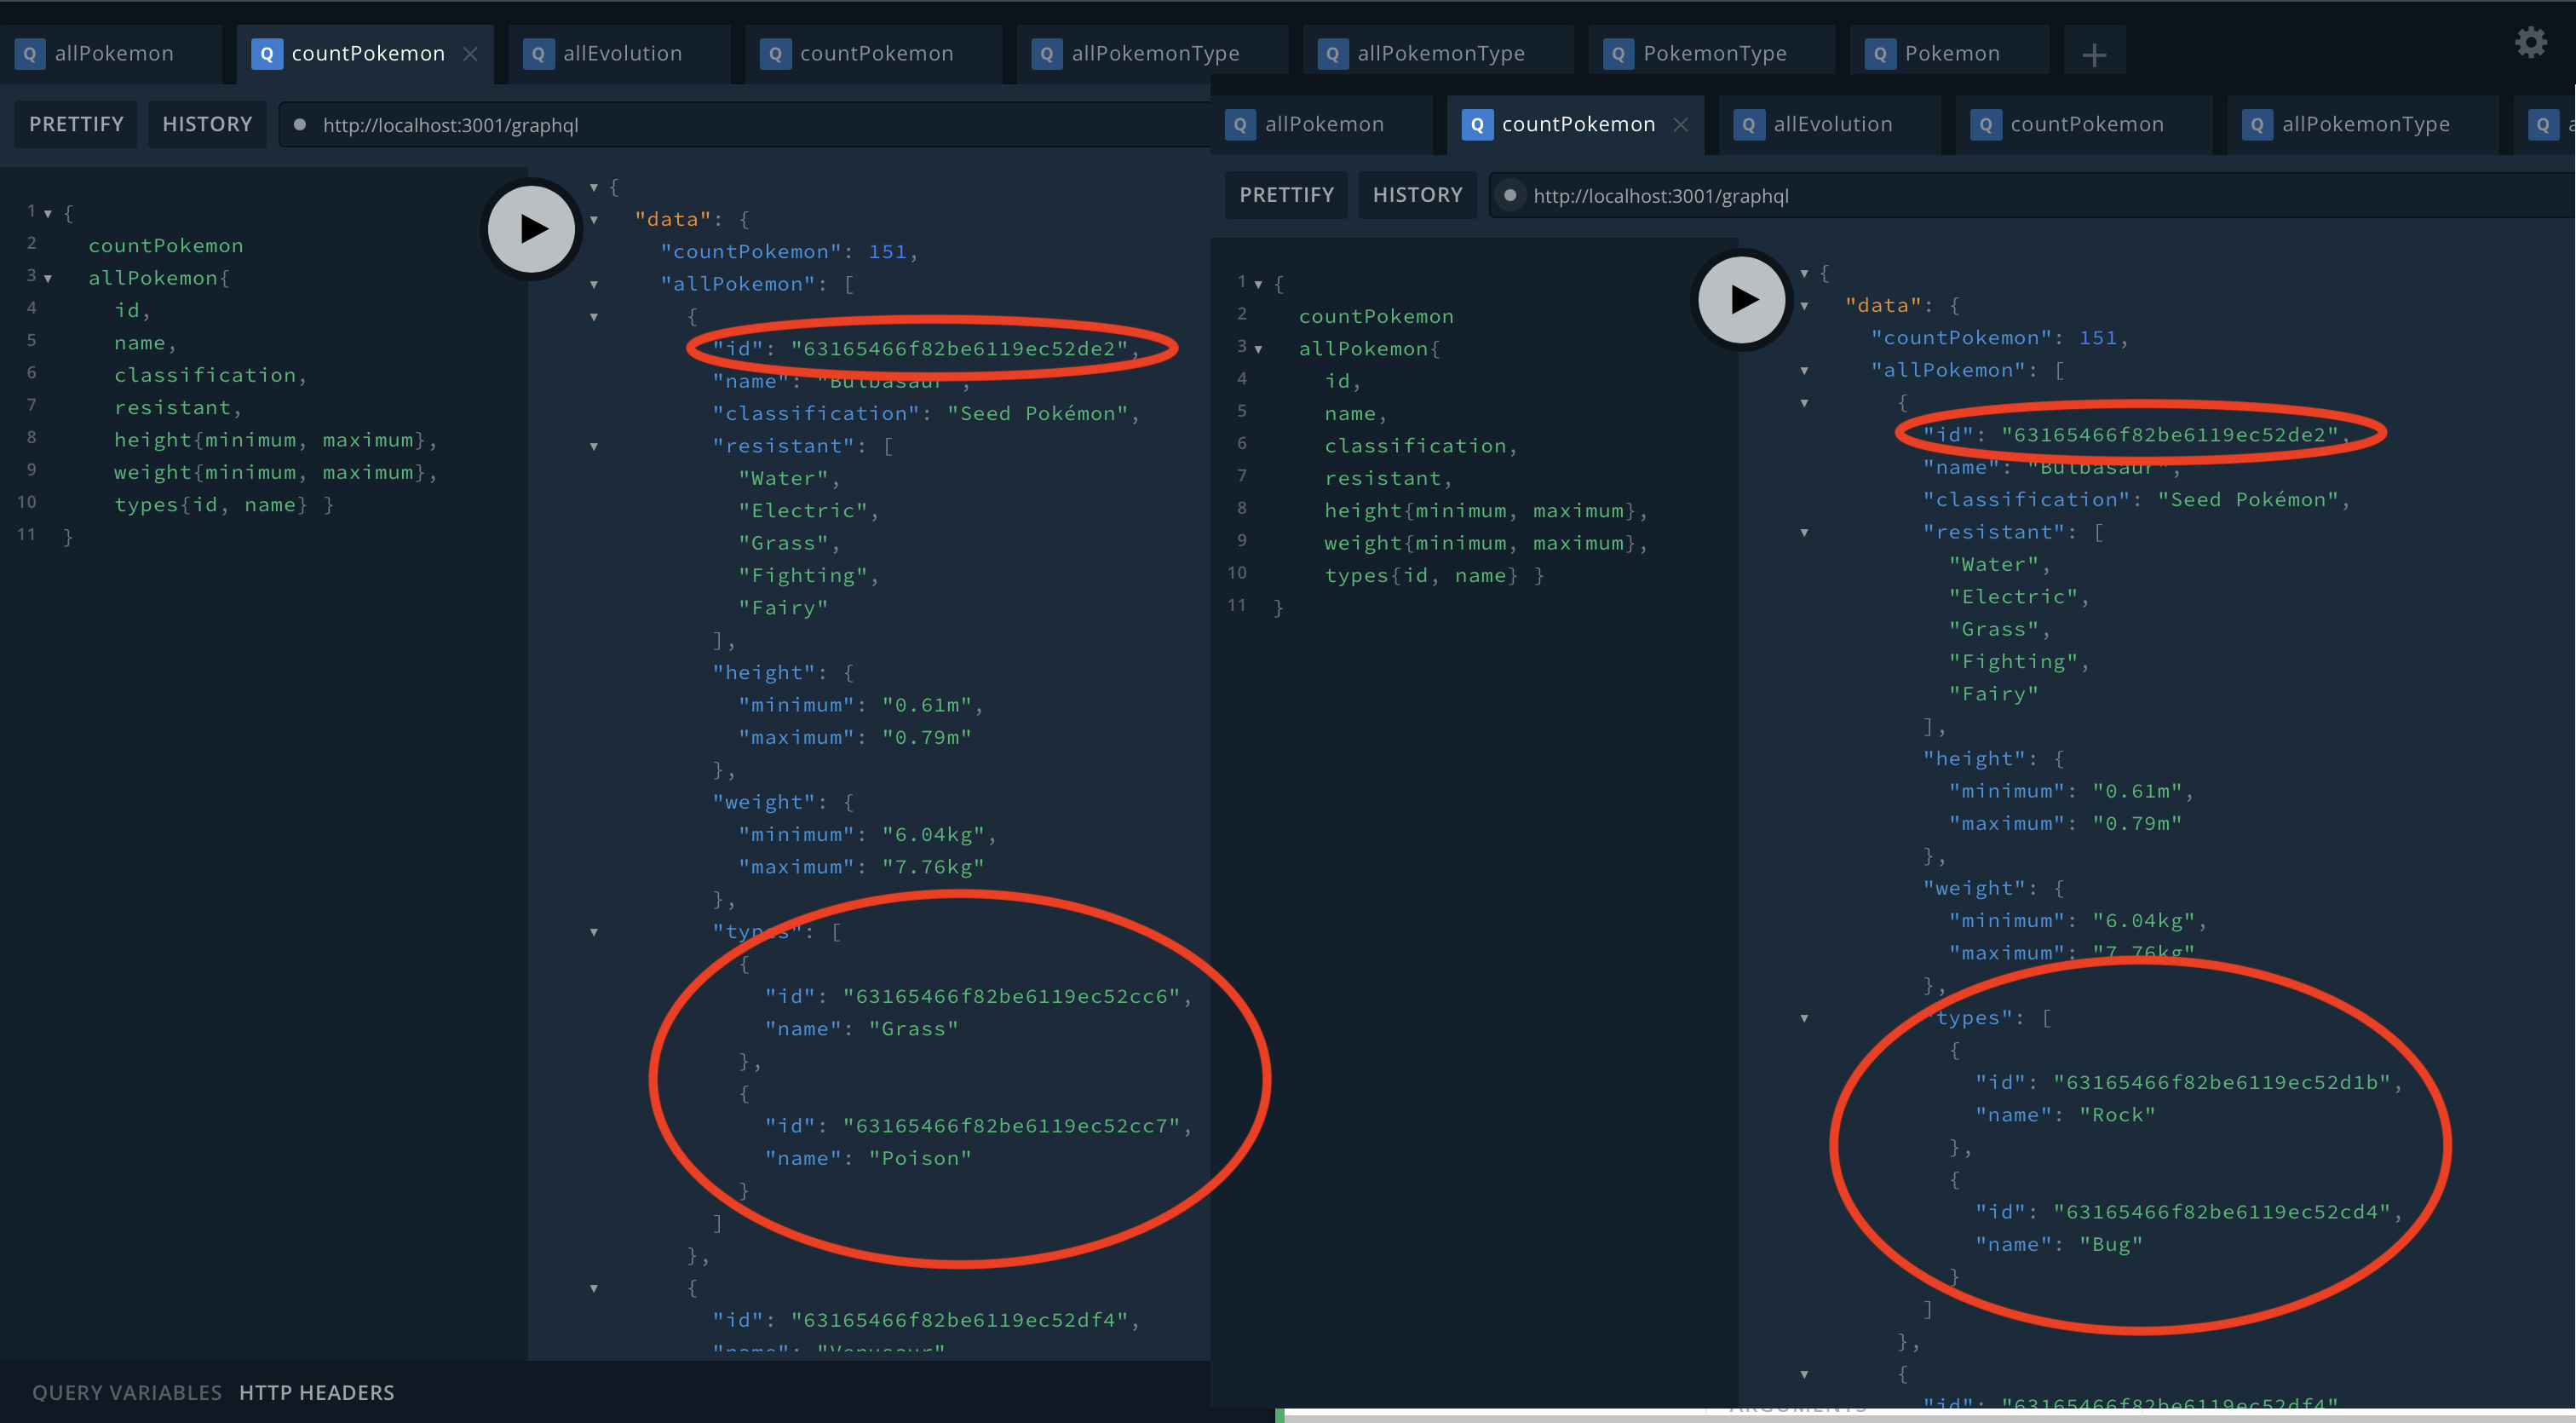 allPokemon
countPokemon
allEvolution
countPokemon
allPokemonType
allPokemonType
PokemonType
Pokemon
PRETTIFY HISTORY http://localhost:3001/graphql
1 {
2 countPokemon
3 allPokemon{
4 id,
5 name,
6 classification,
7 resistant,
8 height{minimum, maximum},
9 weight{minimum, maximum},
10 types{id, name} }
11 }
{
"data": {
"countPokemon": 151,
"allPokemon": [
{
"id": "63165466f82be6119ec52de2",
"name": "Bulbasaur",
"classification": "Seed Pokémon",
"resistant": [
"Water",
"Electric",
"Grass",
"Fighting",
"Fairy"
],
"height": {
"minimum": "0.61m",
"maximum": "0.79m"
},
"weight": {
"minimum": "6.04kg",
"maximum": "7.76kg"
},
"types": [
{
"id": "63165466f82be6119ec52cc6",
"name": "Grass"
},
{
"id": "63165466f82be6119ec52cc7",
"name": "Poison"
}
]
},
{
"id": "63165466f82be6119ec52df4",
"name": "Venusaur"
QUERY VARIABLES HTTP HEADERS
allPokemon
countPokemon
allEvolution
countPokemon
allPokemonType
PRETTIFY HISTORY http://localhost:3001/graphql
1 {
2 countPokemon
3 allPokemon{
4 id,
5 name,
6 classification,
7 resistant,
8 height{minimum, maximum},
9 weight{minimum, maximum},
10 types{id, name} }
11 }
{
"data": {
"countPokemon": 151,
"allPokemon": [
{
"id": "63165466f82be6119ec52de2",
"name": "Bulbasaur",
"classification": "Seed Pokémon",
"resistant": [
"Water",
"Electric",
"Grass",
"Fighting",
"Fairy"
],
"height": {
"minimum": "0.61m",
"maximum": "0.79m"
},
"weight": {
"minimum": "6.04kg",
"maximum": "7.76kg"
},
"types": [
{
"id": "63165466f82be6119ec52d1b",
"name": "Rock"
},
{
"id": "63165466f82be6119ec52cd4",
"name": "Bug"
}
]
},
{
"id": "63165466f82be6119ec52df4"
ARGUMENTS